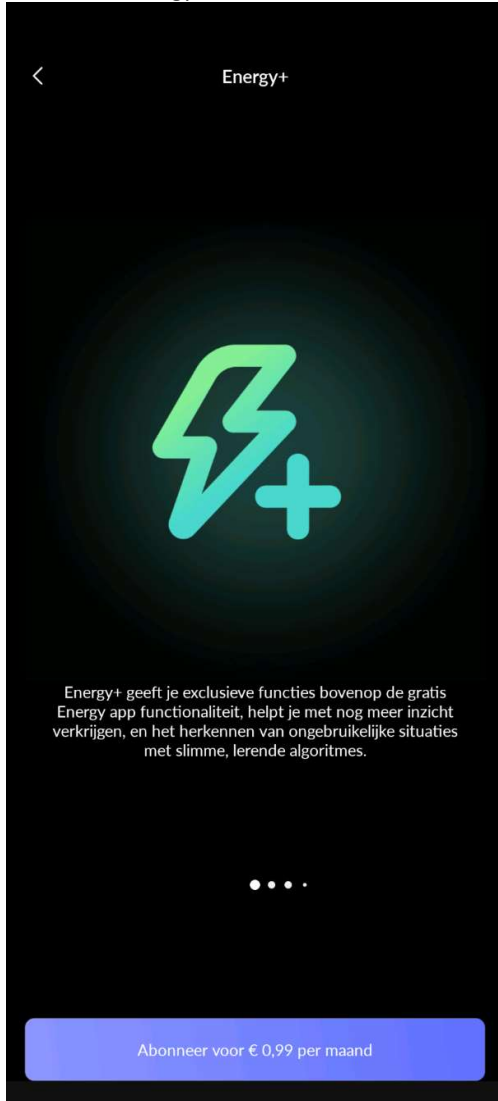 Energy+
Energy+ geeft je exclusieve functies bovenop de gratis
Energy app functionaliteit, helpt je met nog meer inzicht
verkrijgen, en het herkennen van ongebruikelijke situaties
met slimme, lerende algoritmes.
Abonneer voor € 0,99 per maand